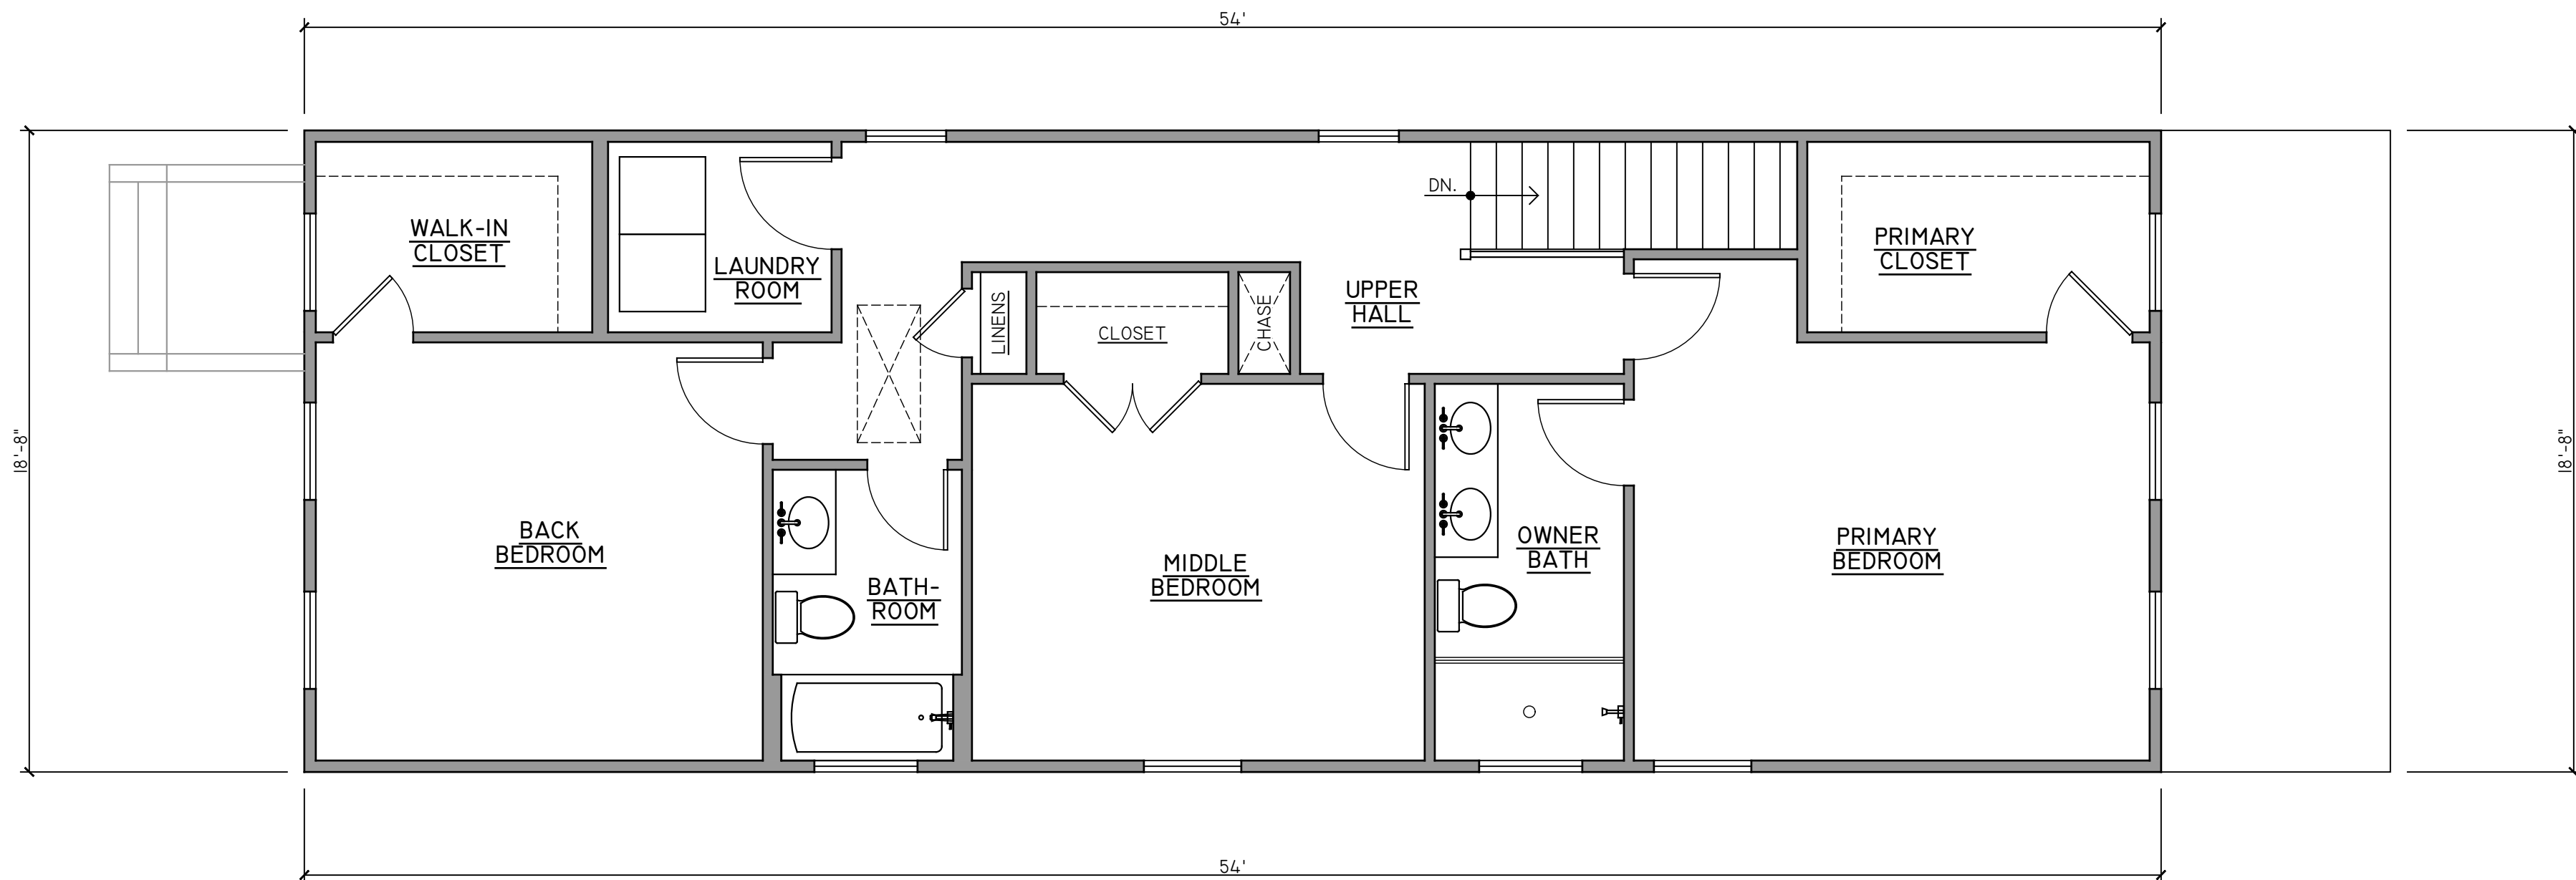 54'
DN.
WALK-IN
CLOSET
PRIMARY
CLOSET
LAUNDRY
ROOM
UPPER
HALL
LINENS
CLOSET
CHASE
18'-8"
18'-8"
BACK
BEDROOM
OWNER
BATH
PRIMARY
BEDROOM
MIDDLE
BEDROOM
BATH-
ROOM
54'